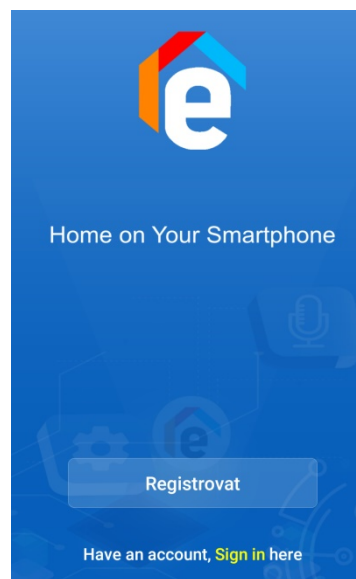 e
Home on Your Smartphone
e
Registrovat
Have an account, Sign in here